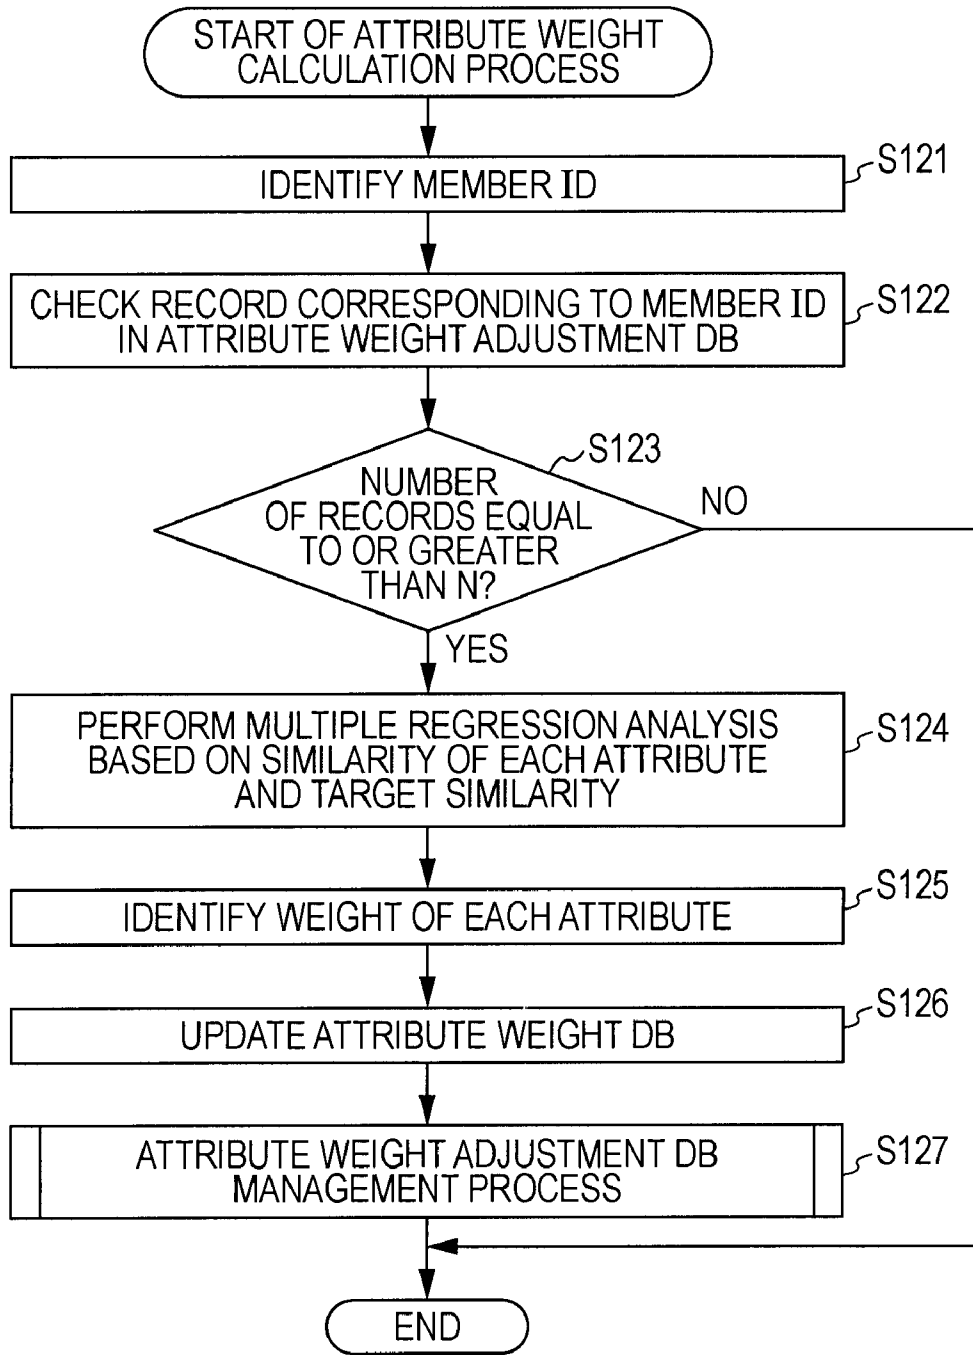 START OF ATTRIBUTE WEIGHT
CALCULATION PROCESS
S121
IDENTIFY MEMBER ID
S122
CHECK RECORD CORRESPONDING TO MEMBER ID
IN ATTRIBUTE WEIGHT ADJUSTMENT DB
S123
NUMBER
OF RECORDS EQUAL
TO OR GREATER
THAN N?
NO
YES
S124
PERFORM MULTIPLE REGRESSION ANALYSIS
BASED ON SIMILARITY OF EACH ATTRIBUTE
AND TARGET SIMILARITY
S125
IDENTIFY WEIGHT OF EACH ATTRIBUTE
S126
UPDATE ATTRIBUTE WEIGHT DB
S127
ATTRIBUTE WEIGHT ADJUSTMENT DB
MANAGEMENT PROCESS
END